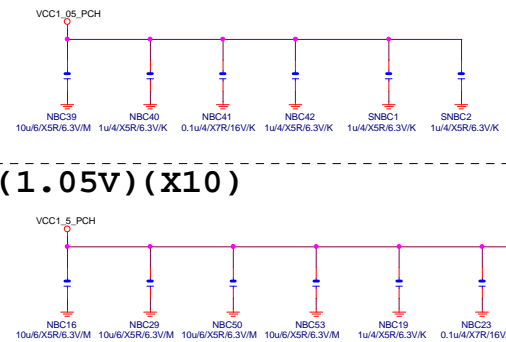 VCC1_05_PCH
NBC39 NBC40 NBC41 NBC42 SNBC1 SNBC2
10u/6/X5R/6.3V/M 1u/4/X5R/6.3V/K 0.1u/4/X7R/16V/K 1u/4/X5R/6.3V/K 1u/4/X5R/6.3V/K 1u/4/X5R/6.3V/K
(1.05V)(X10)
VCC1_5_PCH
NBC16 NBC29 NBC50 NBC53 NBC19 NBC23
10u/6/X5R/6.3V/M 10u/6/X5R/6.3V/M 10u/6/X5R/6.3V/M 10u/6/X5R/6.3V/M 1u/4/X5R/6.3V/K 0.1u/4/X7R/16V/